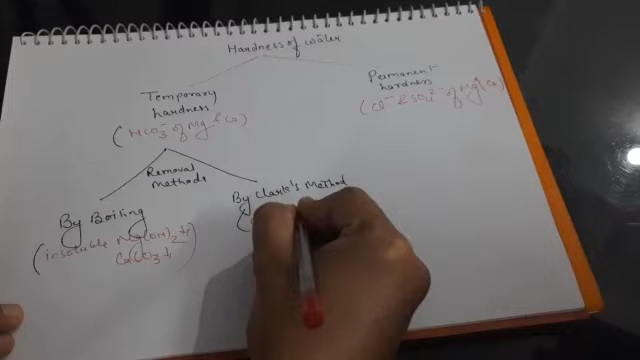 Hardness of water
Temporary
hardness
(HCO3⁻ of Mg & Ca)
Permanent
hardness
(Cl⁻ & SO4²⁻ of Mg & Ca)
Removal
Methods
By Boiling
(insoluble Mg(OH)2↓,
CaCO3↓)
By Clark's Method
(